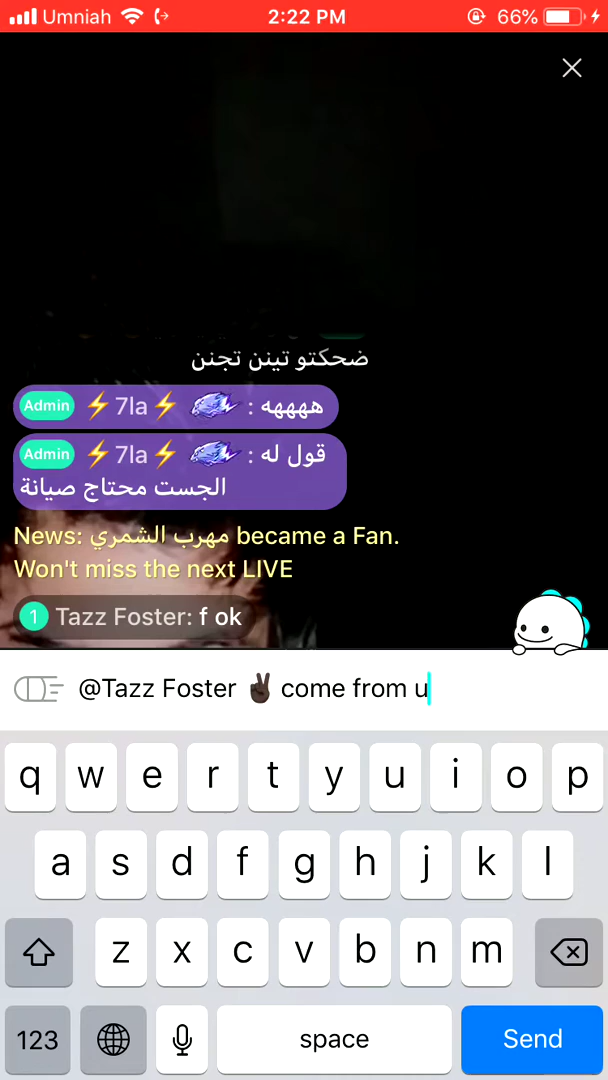 Umniah 2:22 PM 66%
ضحكتو تينن تجنن
Admin ⚡ 7la ⚡ : هههه
Admin ⚡ 7la ⚡ : قول له
الجست محتاج صيانة
News: مهرب الشمري became a Fan.
Won't miss the next LIVE
1 Tazz Foster: f ok
@Tazz Foster ✌🏿 come from u
q w e r t y u i o p
a s d f g h j k l
z x c v b n m
123 space Send